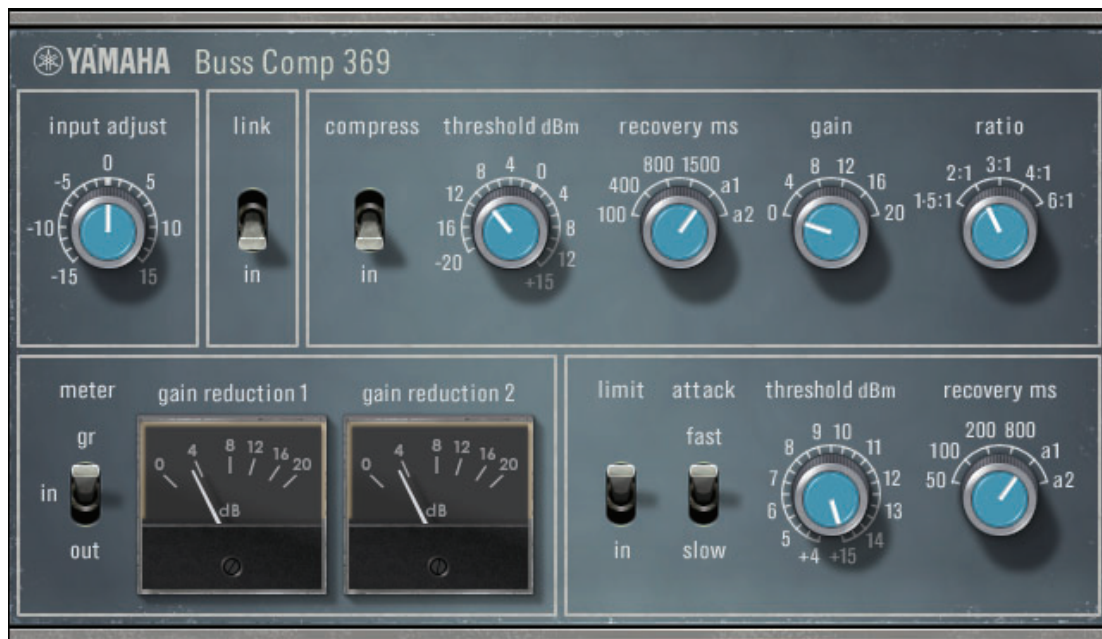 YAMAHA Buss Comp 369
input adjust
0
-5 5
-10 10
-15 15
link
in
compress
in
threshold dBm
4 0
8 4
12 8
16 12
-20 +15
recovery ms
800 1500
400 a1
100 a2
gain
8 12
4 16
0 20
ratio
3:1
2:1 4:1
1·5:1 6:1
meter
gr
in
out
gain reduction 1
0 4 8 12 16 20
dB
gain reduction 2
0 4 8 12 16 20
dB
limit
in
attack
fast
slow
threshold dBm
9 10
8 11
7 12
6 13
5 14
+4 +15
recovery ms
200 800
100 a1
50 a2